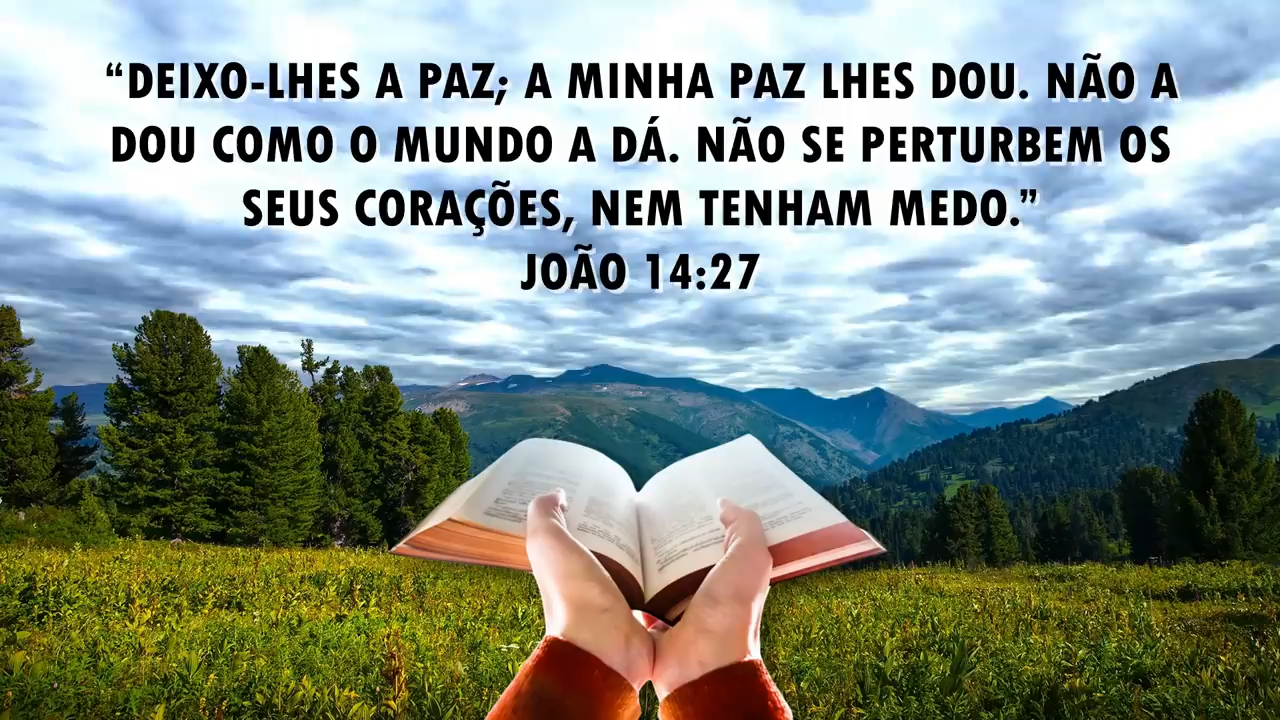 “DEIXO-LHES A PAZ; A MINHA PAZ LHES DOU. NÃO A
DOU COMO O MUNDO A DÁ. NÃO SE PERTURBEM OS
SEUS CORAÇÕES, NEM TENHAM MEDO.”
JOÃO 14:27